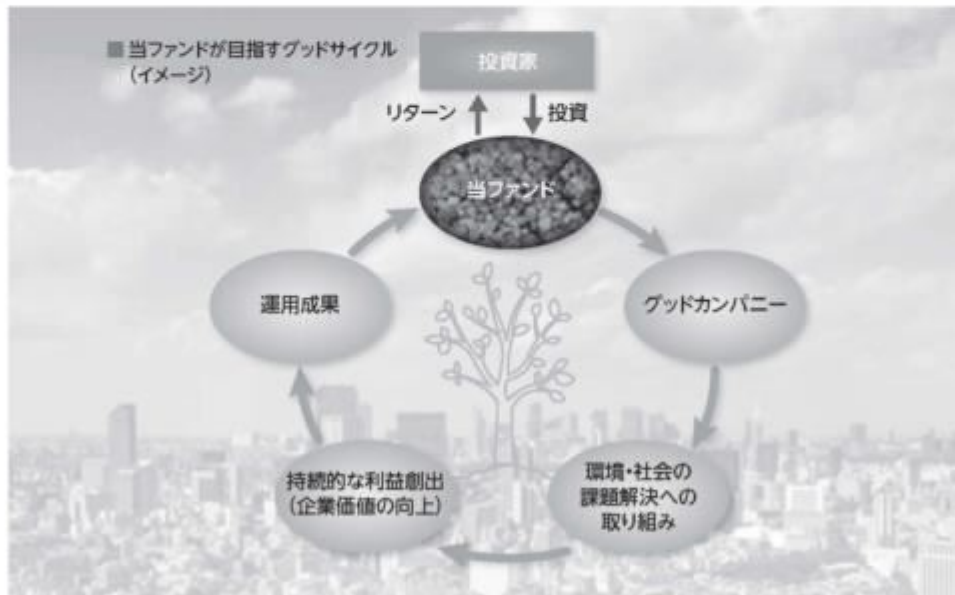 ■ 当ファンドが目指すグッドサイクル
（イメージ）
投資家
リターン
投資
当ファンド
運用成果
グッドカンパニー
持続的な利益創出
（企業価値の向上）
環境・社会の
課題解決への
取り組み